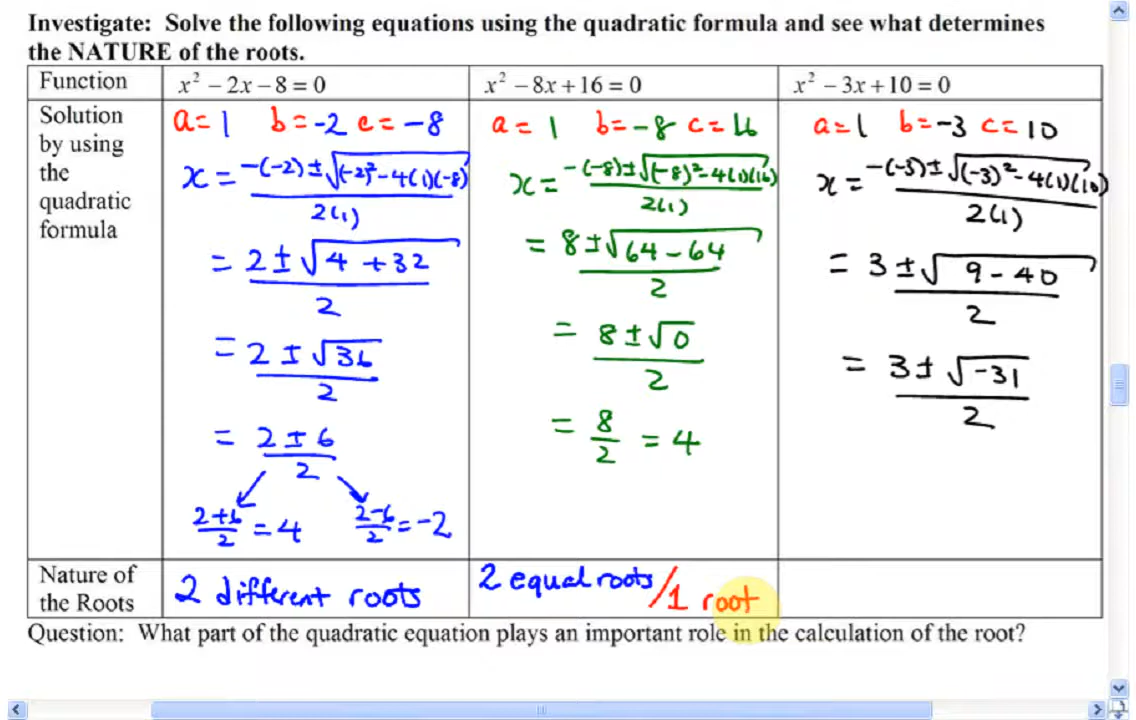 Investigate: Solve the following equations using the quadratic formula and see what determines
the NATURE of the roots.
Function
x² − 2x − 8 = 0
x² − 8x + 16 = 0
x² − 3x + 10 = 0
Solution
by using
the
quadratic
formula
a = 1 b = -2 c = -8
x = -(-2) ± √(-2)² - 4(1)(-8)
2(1)
= 2 ± √4 + 32
2
= 2 ± √36
2
= 2 ± 6
2
2+6/2 = 4 2-6/2 = -2
a = 1 b = -8 c = 16
x = -(-8) ± √(-8)² - 4(1)(16)
2(1)
= 8 ± √64 - 64
2
= 8 ± √0
2
= 8/2 = 4
a = 1 b = -3 c = 10
x = -(-3) ± √(-3)² - 4(1)(10)
2(1)
= 3 ± √9 - 40
2
= 3 ± √-31
2
Nature of
the Roots
2 different roots
2 equal roots/1 root
Question: What part of the quadratic equation plays an important role in the calculation of the root?